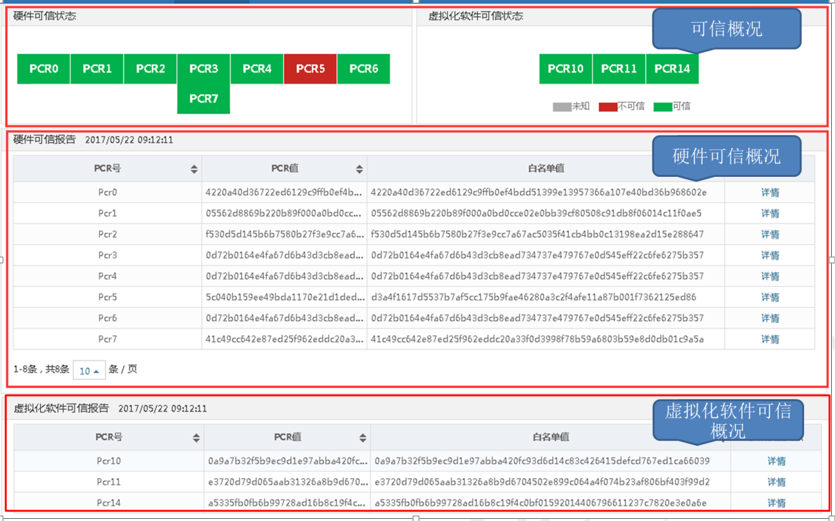 硬件可信状态
虚拟化软件可信状态
可信概况
PCR0 PCR1 PCR2 PCR3 PCR4 PCR5 PCR6
PCR7
PCR10 PCR11 PCR14
未知 不可信 可信
硬件可信报告 2017/05/22 09:12:11
硬件可信概况
PCR号 PCR值 白名单值
Pcr0 4220a40d36722ed6129c9ffb0ef4b... 4220a40d36722ed6129c9ffb0ef4bdd51399e13957366a107e40bd36b968602e 详情
Pcr1 05562d8869b220b89f000a0bd0cc... 05562d8869b220b89f000a0bd0cce02e0bb39cf80508c91db8f06014c11f0ae5 详情
Pcr2 f530d5d145b6b7580b27f3e9cc7a6... f530d5d145b6b7580b27f3e9cc7a67ac5035f41cb4bb0c13198ea2d15e288647 详情
Pcr3 0d72b0164e4fa67d6b43d3cb8ead... 0d72b0164e4fa67d6b43d3cb8ead734737e479767e0d545eff22c6fe6275b357 详情
Pcr4 0d72b0164e4fa67d6b43d3cb8ead... 0d72b0164e4fa67d6b43d3cb8ead734737e479767e0d545eff22c6fe6275b357 详情
Pcr5 5c040b159ee49bda1170e21d1ded... d3a4f1617d5537b7af5cc175b9fae46280a3c2f4afe11a87b001f7362125ed86 详情
Pcr6 0d72b0164e4fa67d6b43d3cb8ead... 0d72b0164e4fa67d6b43d3cb8ead734737e479767e0d545eff22c6fe6275b357 详情
Pcr7 41c49cc642e87ed25f962eddc20a3... 41c49cc642e87ed25f962eddc20a33f0d3998f78b59a6803b59e8d0db01c9a5a 详情
1-8条，共8条 10 条 / 页
虚拟化软件可信报告 2017/05/22 09:12:11
虚拟化软件可信
概况
PCR号 PCR值 白名单值
Pcr10 0a9a7b32f5b9ec9d1e97abba420fc... 0a9a7b32f5b9ec9d1e97abba420fc93d6d14c83c426415defcd767ed1ca66039 详情
Pcr11 e3720d79d065aab31326a8b9d670... e3720d79d065aab31326a8b9d6704502e899c064a4f074b23af806bf403f99d2 详情
Pcr14 a5335fb0fb6b99728ad16b8c19f4c... a5335fb0fb6b99728ad16b8c19f4c0bf01592014406796611237c7820e3e0a6e 详情